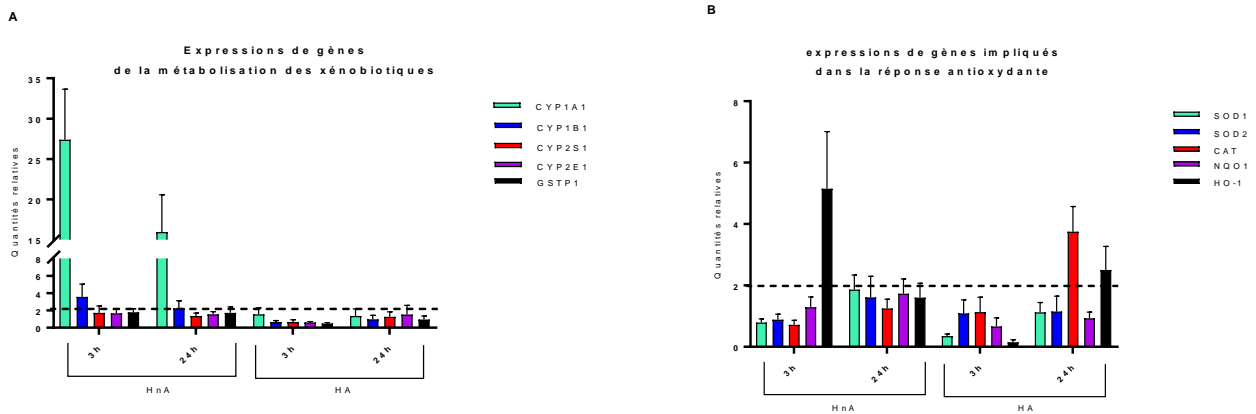 A
Expressions de gènes
de la métabolisation des xénobiotiques
Quantités relatives
35
30
25
20
15
8
6
4
2
0
3h
24h
3h
24h
HnA
HA
CYP1A1
CYP1B1
CYP2S1
CYP2E1
GSTP1
B
expressions de gènes impliqués
dans la réponse antioxydante
Quantités relatives
8
6
4
2
0
3h
24h
3h
24h
HnA
HA
SOD1
SOD2
CAT
NQO1
HO-1